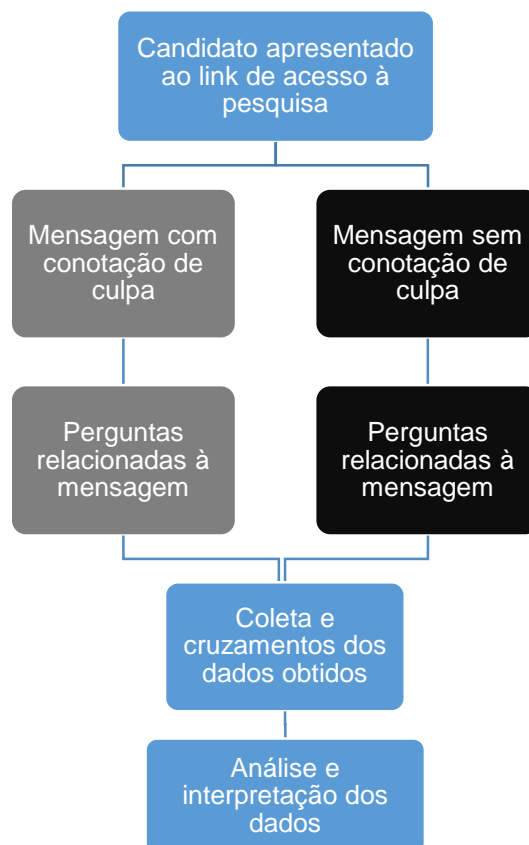 Candidato apresentado
ao link de acesso à
pesquisa
Mensagem com
conotação de
culpa
Mensagem sem
conotação de
culpa
Perguntas
relacionadas à
mensagem
Perguntas
relacionadas à
mensagem
Coleta e
cruzamentos dos
dados obtidos
Análise e
interpretação dos
dados